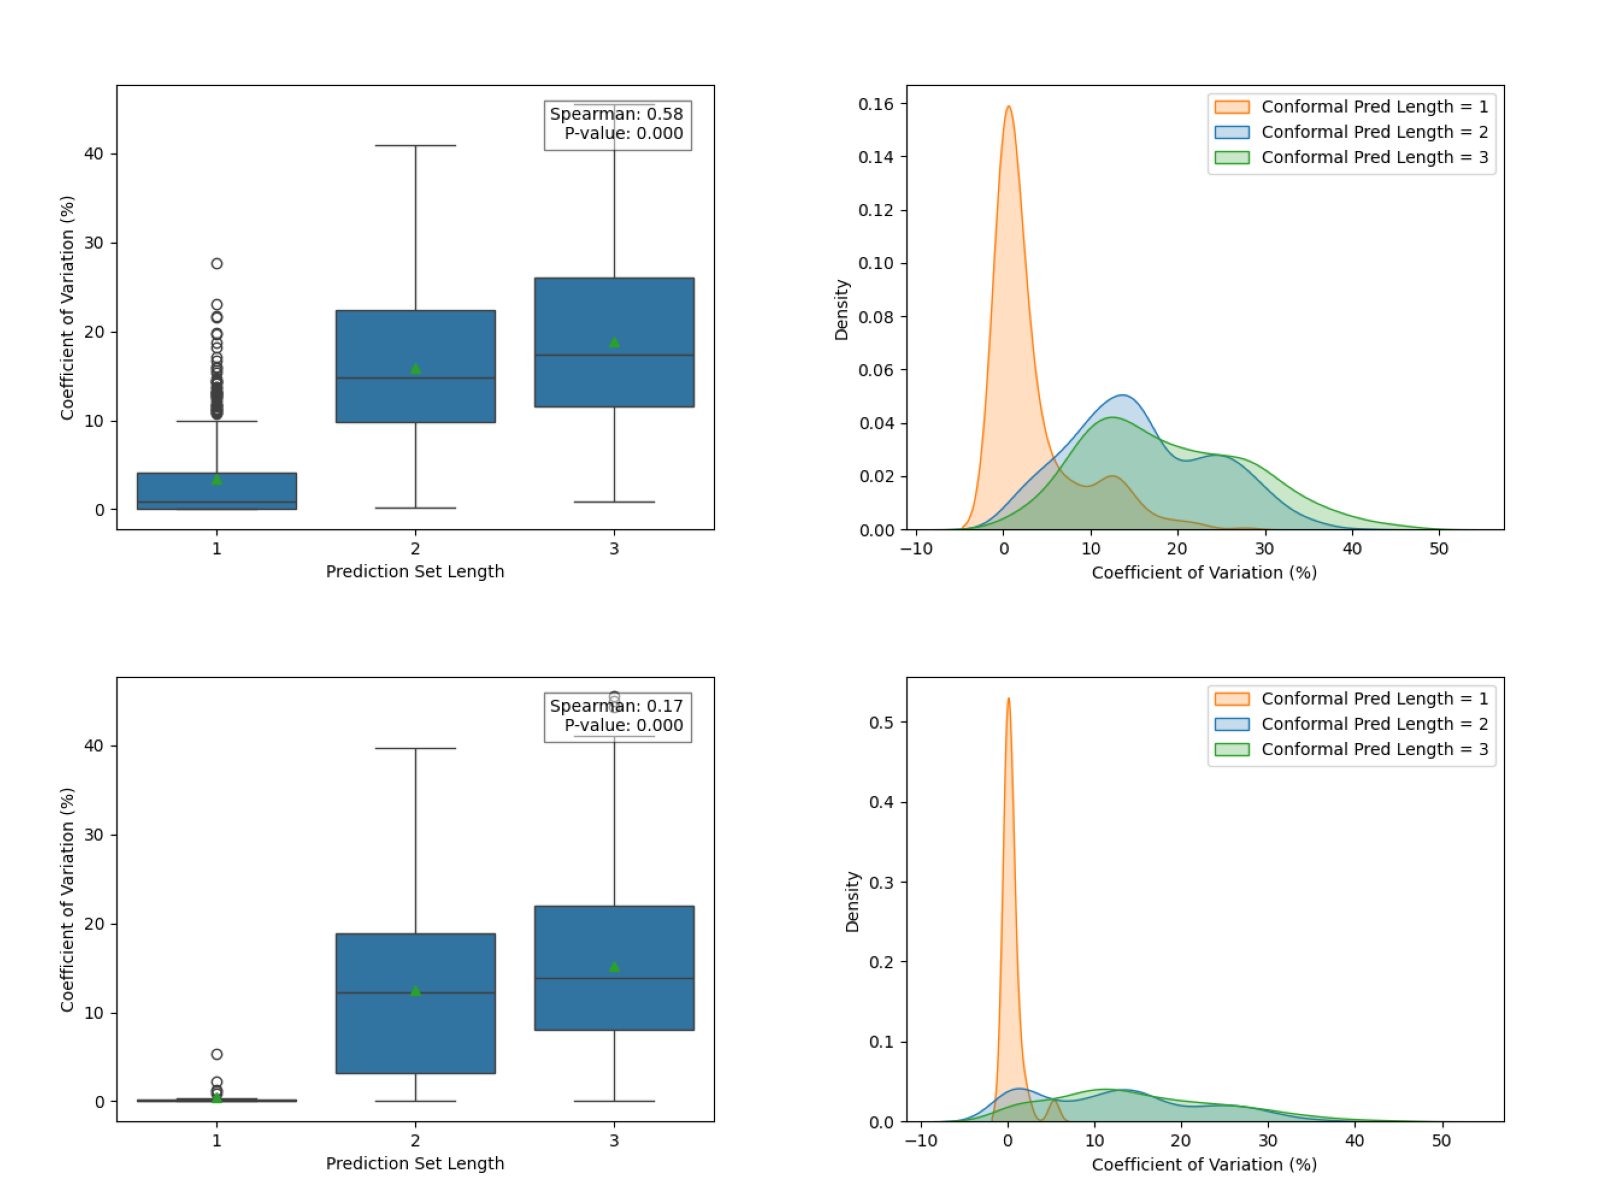 Coefficient of Variation (%)
40
30
20
10
0
Spearman: 0.58
P-value: 0.000
1 2 3
Prediction Set Length
Density
0.16
0.14
0.12
0.10
0.08
0.06
0.04
0.02
0.00
Conformal Pred Length = 1
Conformal Pred Length = 2
Conformal Pred Length = 3
−10 0 10 20 30 40 50
Coefficient of Variation (%)
Coefficient of Variation (%)
40
30
20
10
0
Spearman: 0.17
P-value: 0.000
1 2 3
Prediction Set Length
Density
0.5
0.4
0.3
0.2
0.1
0.0
Conformal Pred Length = 1
Conformal Pred Length = 2
Conformal Pred Length = 3
−10 0 10 20 30 40 50
Coefficient of Variation (%)